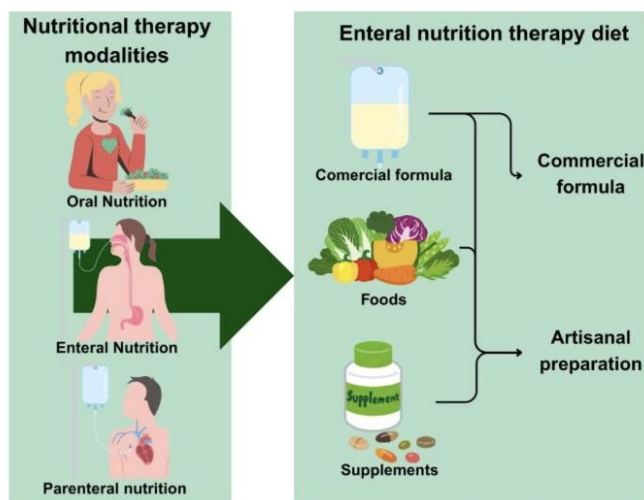 Nutritional therapy
modalities
Oral Nutrition
Enteral Nutrition
Parenteral nutrition
Enteral nutrition therapy diet
Comercial formula
Commercial
formula
Foods
Artisanal
preparation
Supplement
Supplements